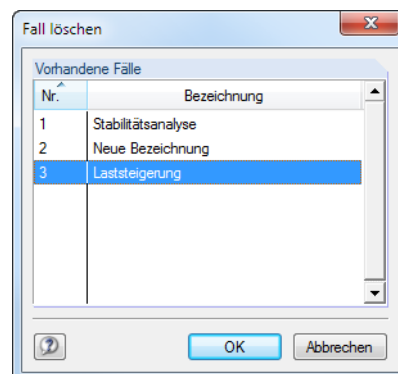 Fall löschen
Vorhandene Fälle
Nr. Bezeichnung
1 Stabilitätsanalyse
2 Neue Bezeichnung
3 Laststeigerung
OK Abbrechen